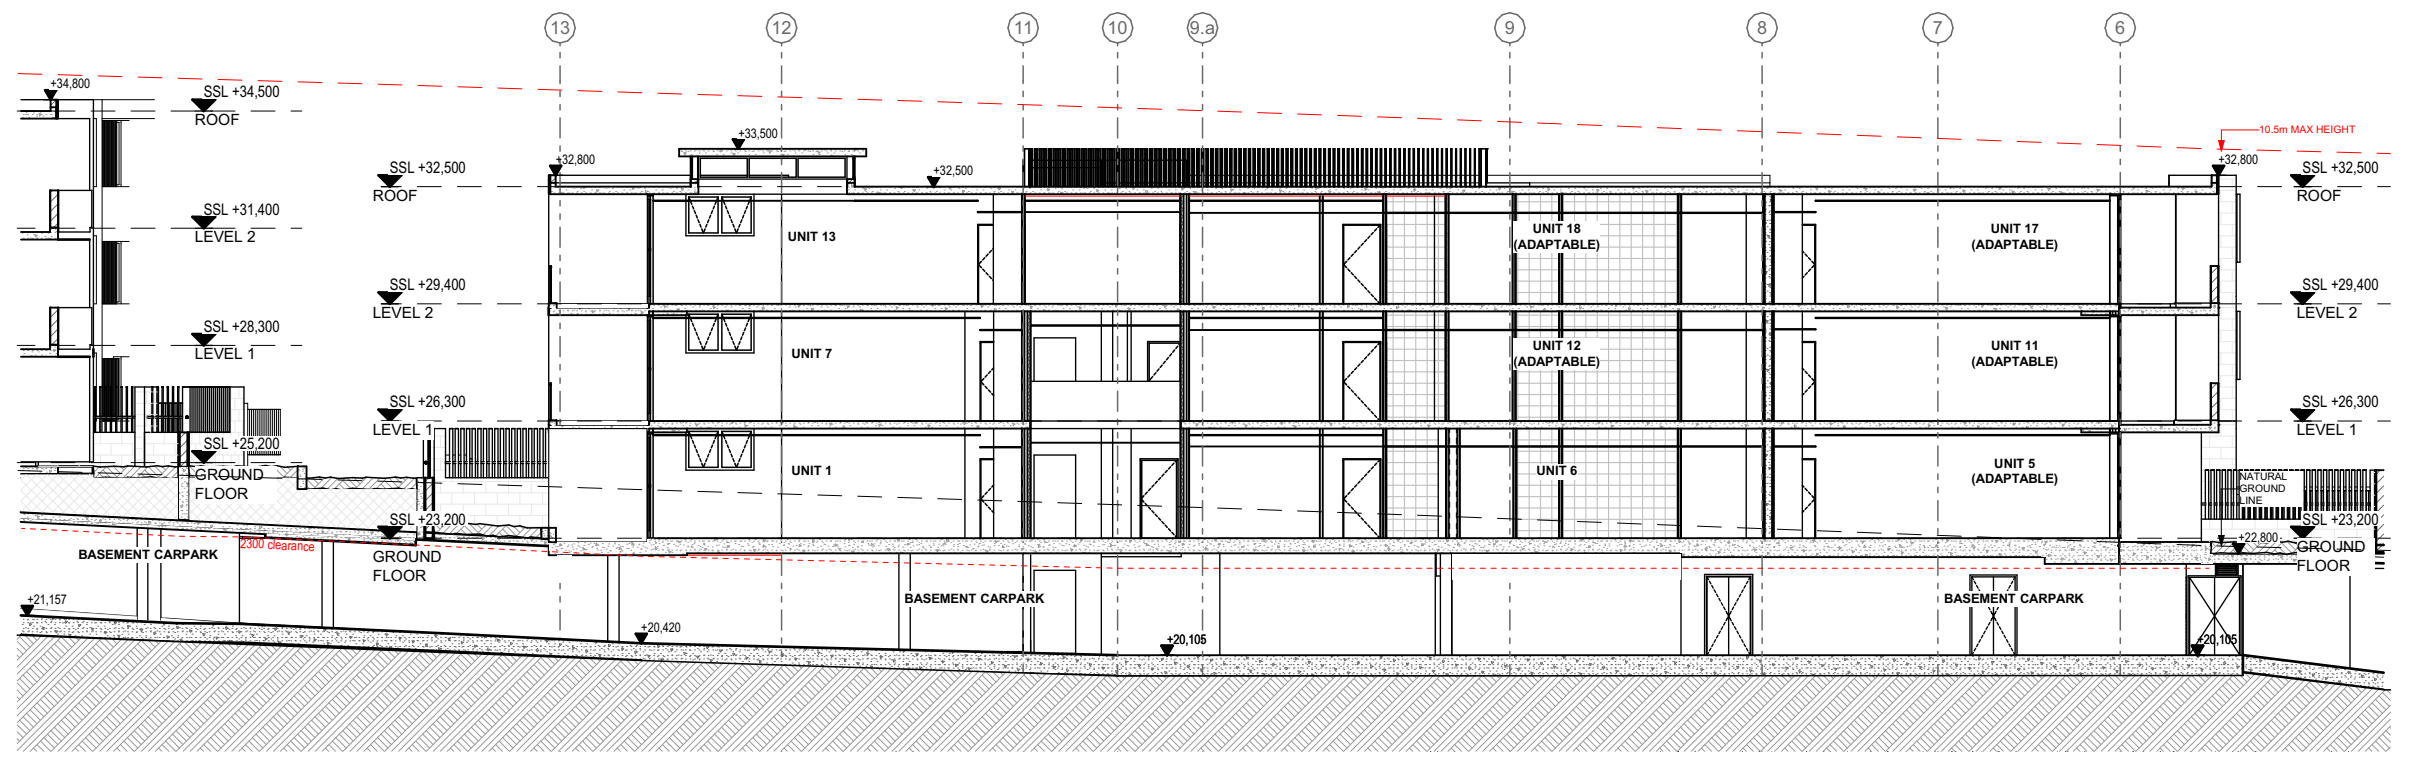 13
12
11
10
9.a
9
8
7
6
+34,800
SSL +34,500
ROOF
10.5m MAX HEIGHT
+33,500
+32,800
+32,500
+32,800
SSL +32,500
ROOF
SSL +32,500
ROOF
SSL +31,400
LEVEL 2
UNIT 13
UNIT 18
(ADAPTABLE)
UNIT 17
(ADAPTABLE)
SSL +29,400
LEVEL 2
SSL +29,400
LEVEL 2
SSL +28,300
LEVEL 1
UNIT 7
UNIT 12
(ADAPTABLE)
UNIT 11
(ADAPTABLE)
SSL +26,300
LEVEL 1
SSL +26,300
LEVEL 1
SSL +25,200
GROUND
FLOOR
UNIT 1
UNIT 6
UNIT 5
(ADAPTABLE)
NATURAL
GROUND
LINE
SSL +23,200
GROUND
FLOOR
SSL +23,200
GROUND
FLOOR
+22,800
2300 clearance
BASEMENT CARPARK
BASEMENT CARPARK
BASEMENT CARPARK
+21,157
+20,420
+20,105
+20,105